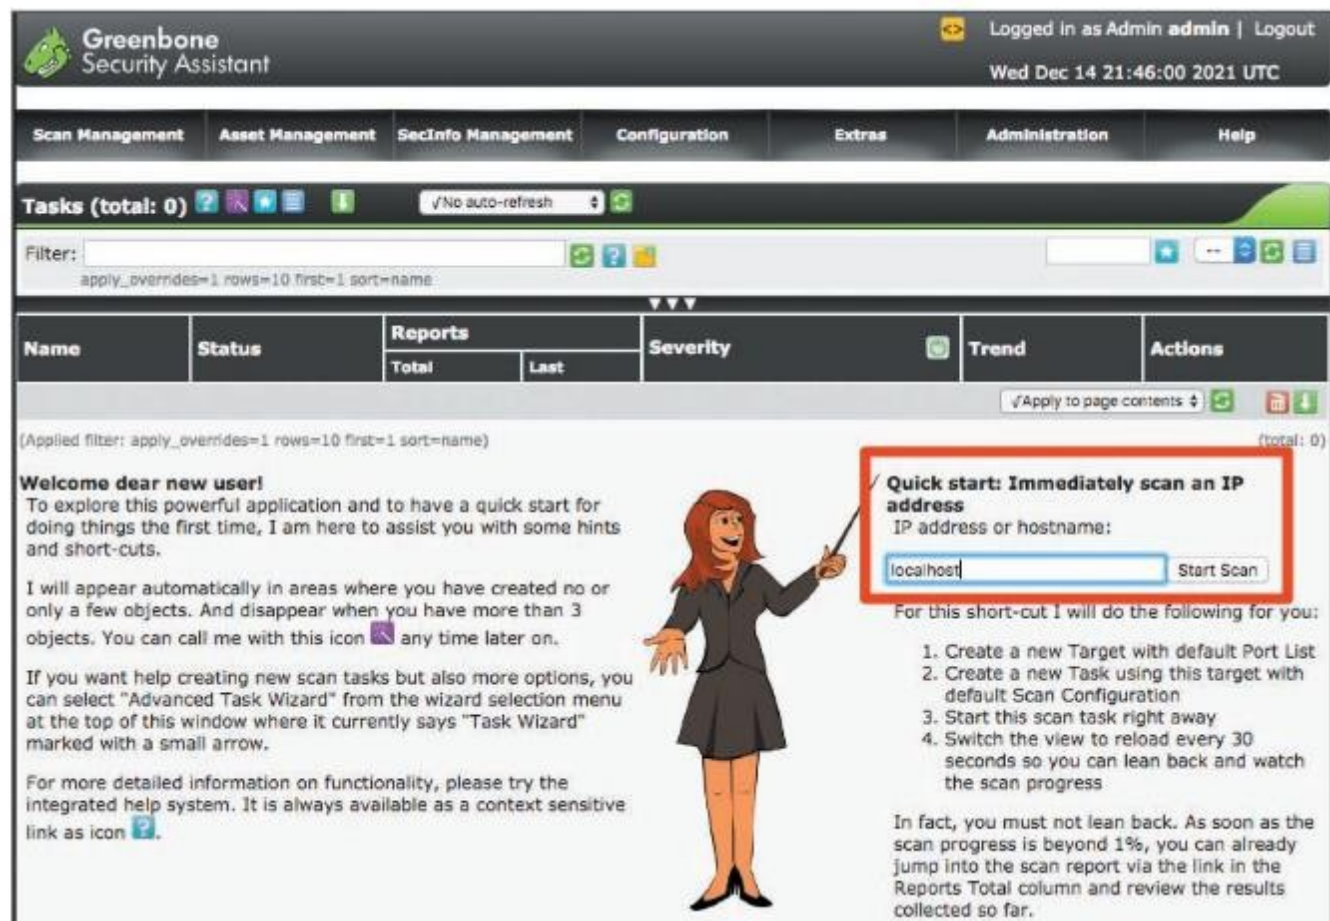 Greenbone
Security Assistant
Logged in as Admin admin | Logout
Wed Dec 14 21:46:00 2021 UTC
Scan Management Asset Management SecInfo Management Configuration Extras Administration Help
Tasks (total: 0) √No auto-refresh
Filter:
apply_overrides=1 rows=10 first=1 sort=name
--
Name Status Reports Severity Trend Actions
Total Last
√Apply to page contents
(Applied filter: apply_overrides=1 rows=10 first=1 sort=name) (total: 0)
Welcome dear new user!
To explore this powerful application and to have a quick start for
doing things the first time, I am here to assist you with some hints
and short-cuts.
I will appear automatically in areas where you have created no or
only a few objects. And disappear when you have more than 3
objects. You can call me with this icon any time later on.
If you want help creating new scan tasks but also more options, you
can select "Advanced Task Wizard" from the wizard selection menu
at the top of this window where it currently says "Task Wizard"
marked with a small arrow.
For more detailed information on functionality, please try the
integrated help system. It is always available as a context sensitive
link as icon ?.
Quick start: Immediately scan an IP
address
IP address or hostname:
localhost Start Scan
For this short-cut I will do the following for you:
1. Create a new Target with default Port List
2. Create a new Task using this target with
default Scan Configuration
3. Start this scan task right away
4. Switch the view to reload every 30
seconds so you can lean back and watch
the scan progress
In fact, you must not lean back. As soon as the
scan progress is beyond 1%, you can already
jump into the scan report via the link in the
Reports Total column and review the results
collected so far.